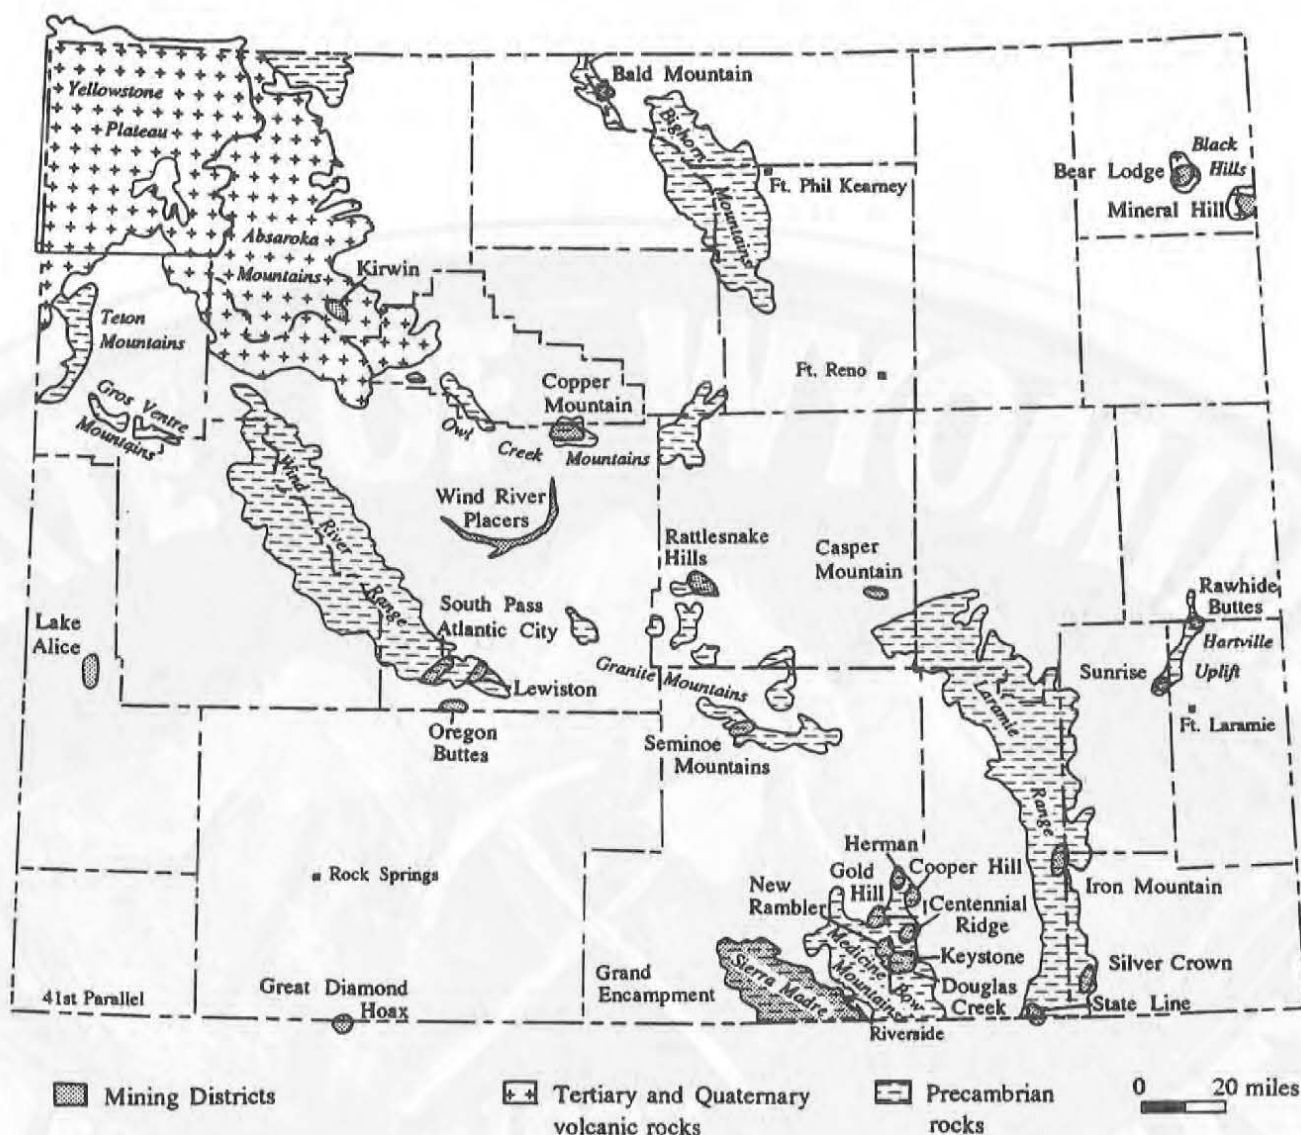 Yellowstone
Plateau
Absaroka
Mountains
Kirwin
Teton
Mountains
Gros Ventre
Mountains
Bald Mountain
Bighorn
Mountains
Ft. Phil Kearney
Black
Hills
Bear Lodge
Mineral Hill
Ft. Reno
Copper
Mountain
Owl
Creek
Mountains
Wind River
Placers
Wind
River
Range
Rattlesnake
Hills
Casper
Mountain
Rawhide
Buttes
Hartville
Uplift
Sunrise
Ft. Laramie
Lake
Alice
South Pass
Atlantic City
Lewiston
Granite Mountains
Oregon
Buttes
Seminoe
Mountains
Laramie
Range
Rock Springs
Herman
Gold
Hill
Cooper Hill
New
Rambler
Centennial
Ridge
Iron Mountain
Medicine Bow
Mountains
Keystone
Douglas
Creek
Silver Crown
State Line
Grand
Encampment
Sierra Madre
Riverside
Great Diamond
Hoax
41st Parallel
Mining Districts
Tertiary and Quaternary
volcanic rocks
Precambrian
rocks
0 20 miles